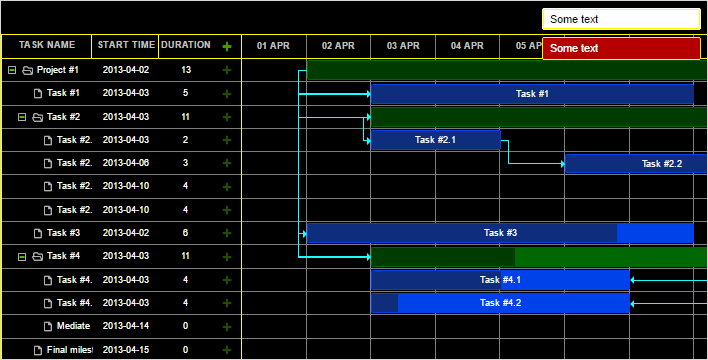 Some text
Some text
TASK NAME START TIME DURATION 01 APR 02 APR 03 APR 04 APR 05 AP
Project #1 2013-04-02 13
Task #1 2013-04-03 5 Task #1
Task #2 2013-04-03 11
Task #2. 2013-04-03 2 Task #2.1
Task #2. 2013-04-06 3 Task #2.2
Task #2. 2013-04-10 4
Task #2. 2013-04-10 4
Task #3 2013-04-02 6 Task #3
Task #4 2013-04-03 11
Task #4. 2013-04-03 4 Task #4.1
Task #4. 2013-04-03 4 Task #4.2
Mediate 2013-04-14 0
Final milest 2013-04-15 0